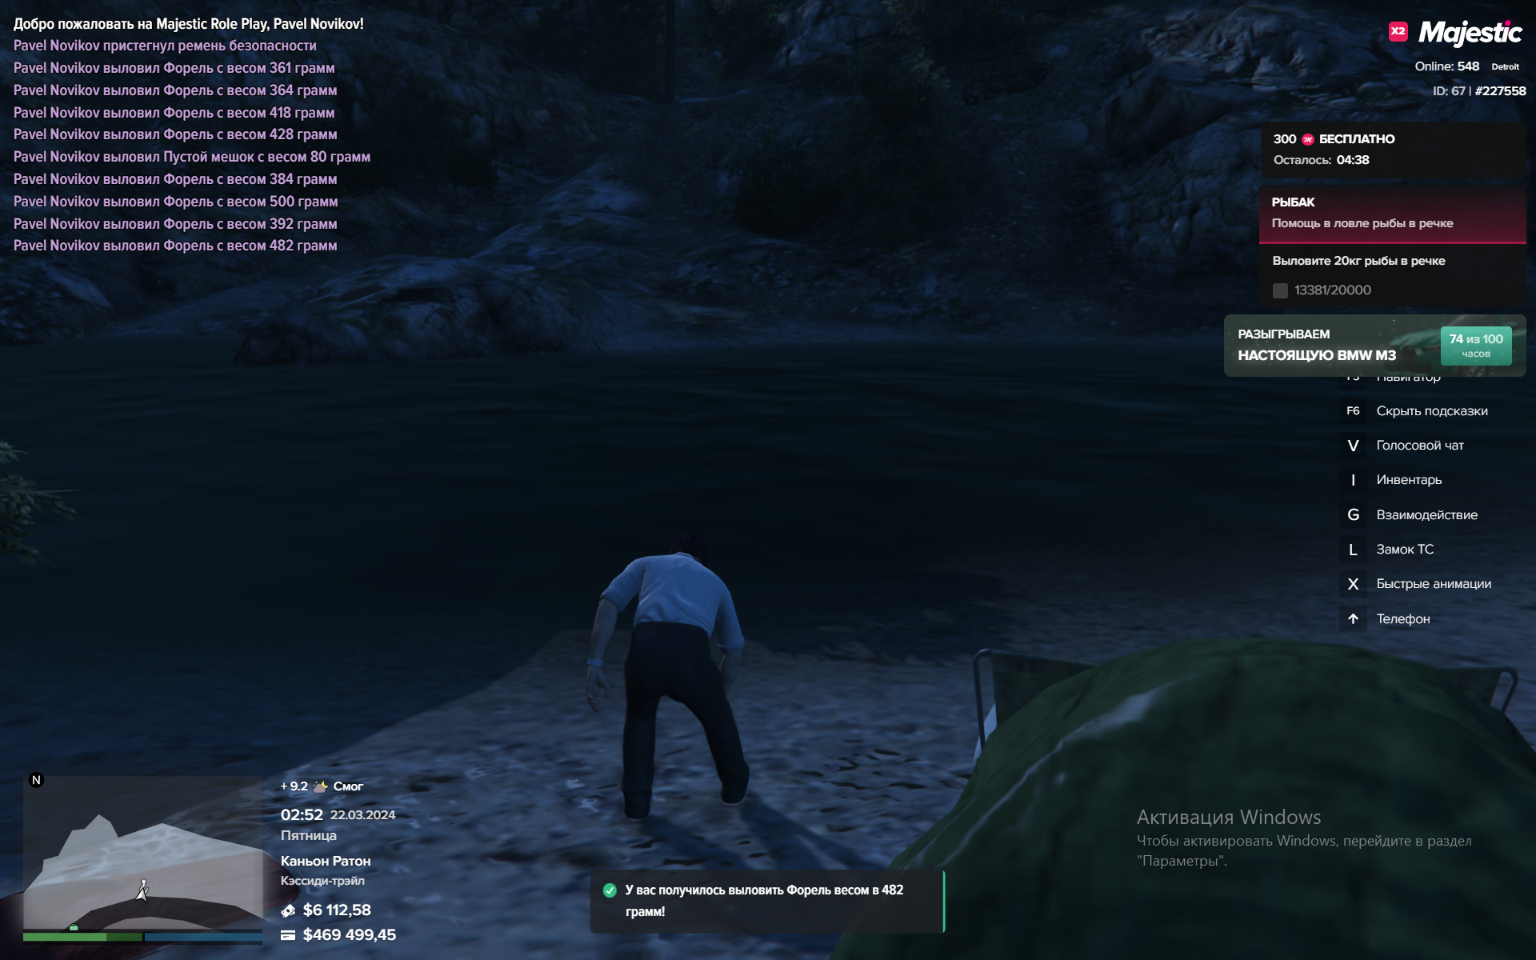 Добро пожаловать на Majestic Role Play, Pavel Novikov!
Pavel Novikov пристегнул ремень безопасности
Pavel Novikov выловил Форель с весом 361 грамм
Pavel Novikov выловил Форель с весом 364 грамм
Pavel Novikov выловил Форель с весом 418 грамм
Pavel Novikov выловил Форель с весом 428 грамм
Pavel Novikov выловил Пустой мешок с весом 80 грамм
Pavel Novikov выловил Форель с весом 384 грамм
Pavel Novikov выловил Форель с весом 500 грамм
Pavel Novikov выловил Форель с весом 392 грамм
Pavel Novikov выловил Форель с весом 482 грамм
X2 Majestic
Online: 548 Detroit
ID: 67 | #227558
300 БЕСПЛАТНО
Осталось: 04:38
РЫБАК
Помощь в ловле рыбы в речке
Выловите 20кг рыбы в речке
13381/20000
РАЗЫГРЫВАЕМ
НАСТОЯЩУЮ BMW M3
74 из 100
часов
Навигатор
F6 Скрыть подсказки
V Голосовой чат
I Инвентарь
G Взаимодействие
L Замок ТС
X Быстрые анимации
Телефон
N
+ 9.2 Смог
02:52 22.03.2024
Пятница
Каньон Ратон
Кэссиди-трэйл
$6 112,58
$469 499,45
У вас получилось выловить Форель весом в 482
грамм!
Активация Windows
Чтобы активировать Windows, перейдите в раздел
"Параметры".